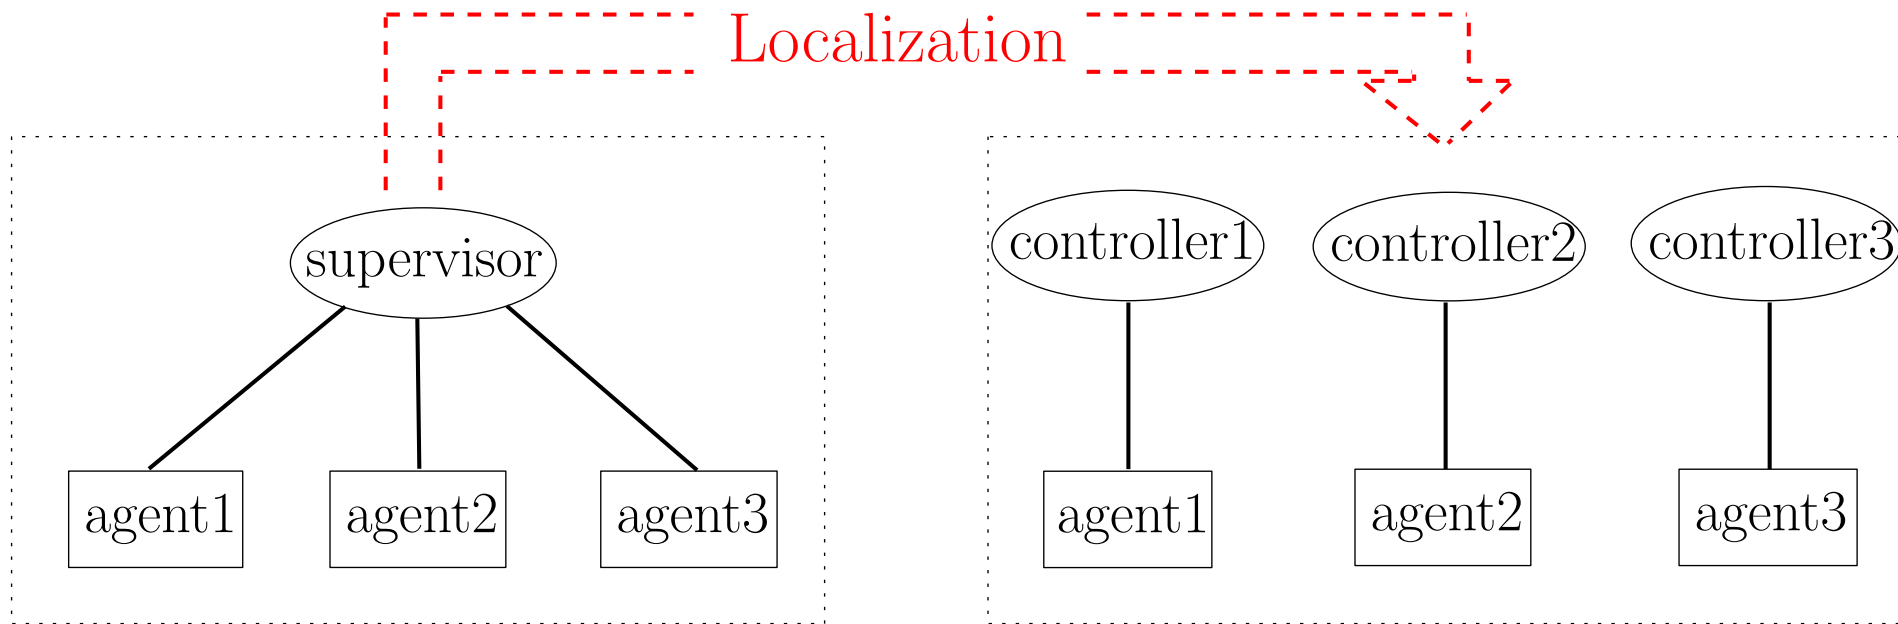 Localization
supervisor
agent1 agent2 agent3
controller1 controller2 controller3
agent1 agent2 agent3